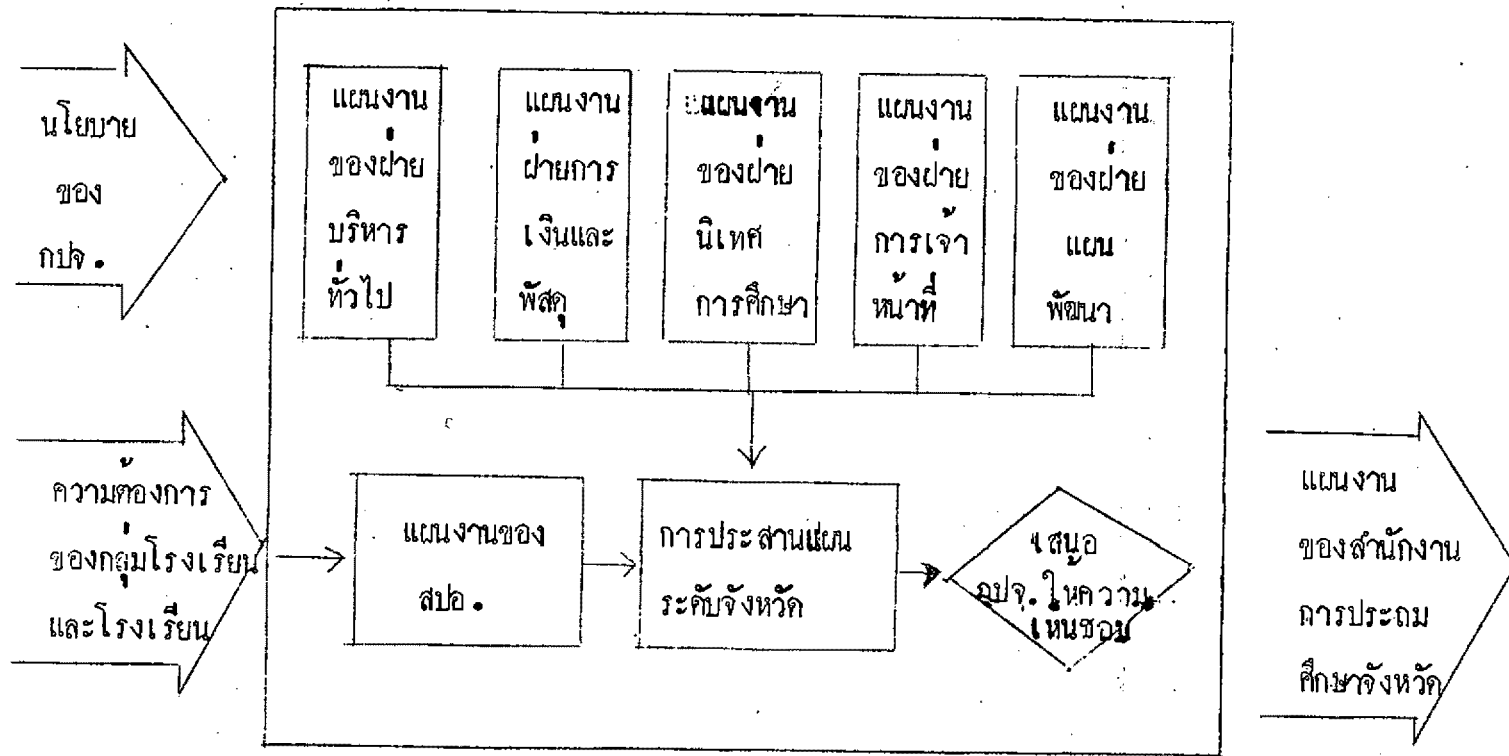 นโยบาย
ของ
กปจ.
แผนงาน
ของฝ่าย
บริหาร
ทั่วไป
แผนงาน
ฝ่ายการ
เงินและ
พัสดุ
แผนงาน
ของฝ่าย
นิเทศ
การศึกษา
แผนงาน
ของฝ่าย
การเจ้า
หน้าที่
แผนงาน
ของฝ่าย
แผน
พัฒนา
ความต้องการ
ของกลุ่มโรงเรียน
และโรงเรียน
แผนงานของ
สปอ.
การประสานแผน
ระดับจังหวัด
เสนอ
กปจ.ให้ความ
เห็นชอบ
แผนงาน
ของสำนักงาน
การประถม
ศึกษาจังหวัด